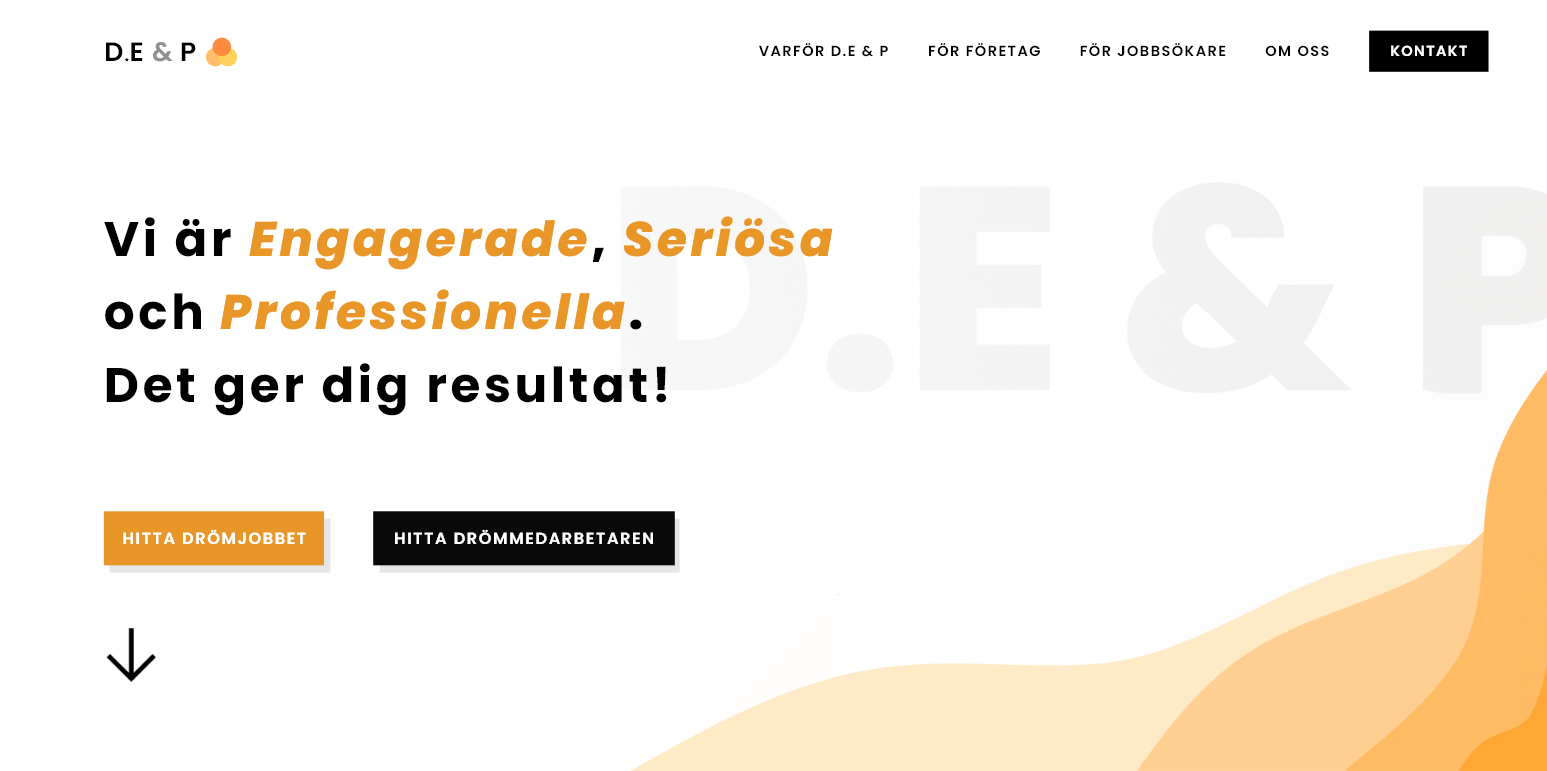 D.E & P
VARFÖR D.E & P
FÖR FÖRETAG
FÖR JOBBSÖKARE
OM OSS
KONTAKT
D.E & P
Vi är Engagerade, Seriösa
och Professionella.
Det ger dig resultat!
HITTA DRÖMJOBBET
HITTA DRÖMMEDARBETAREN